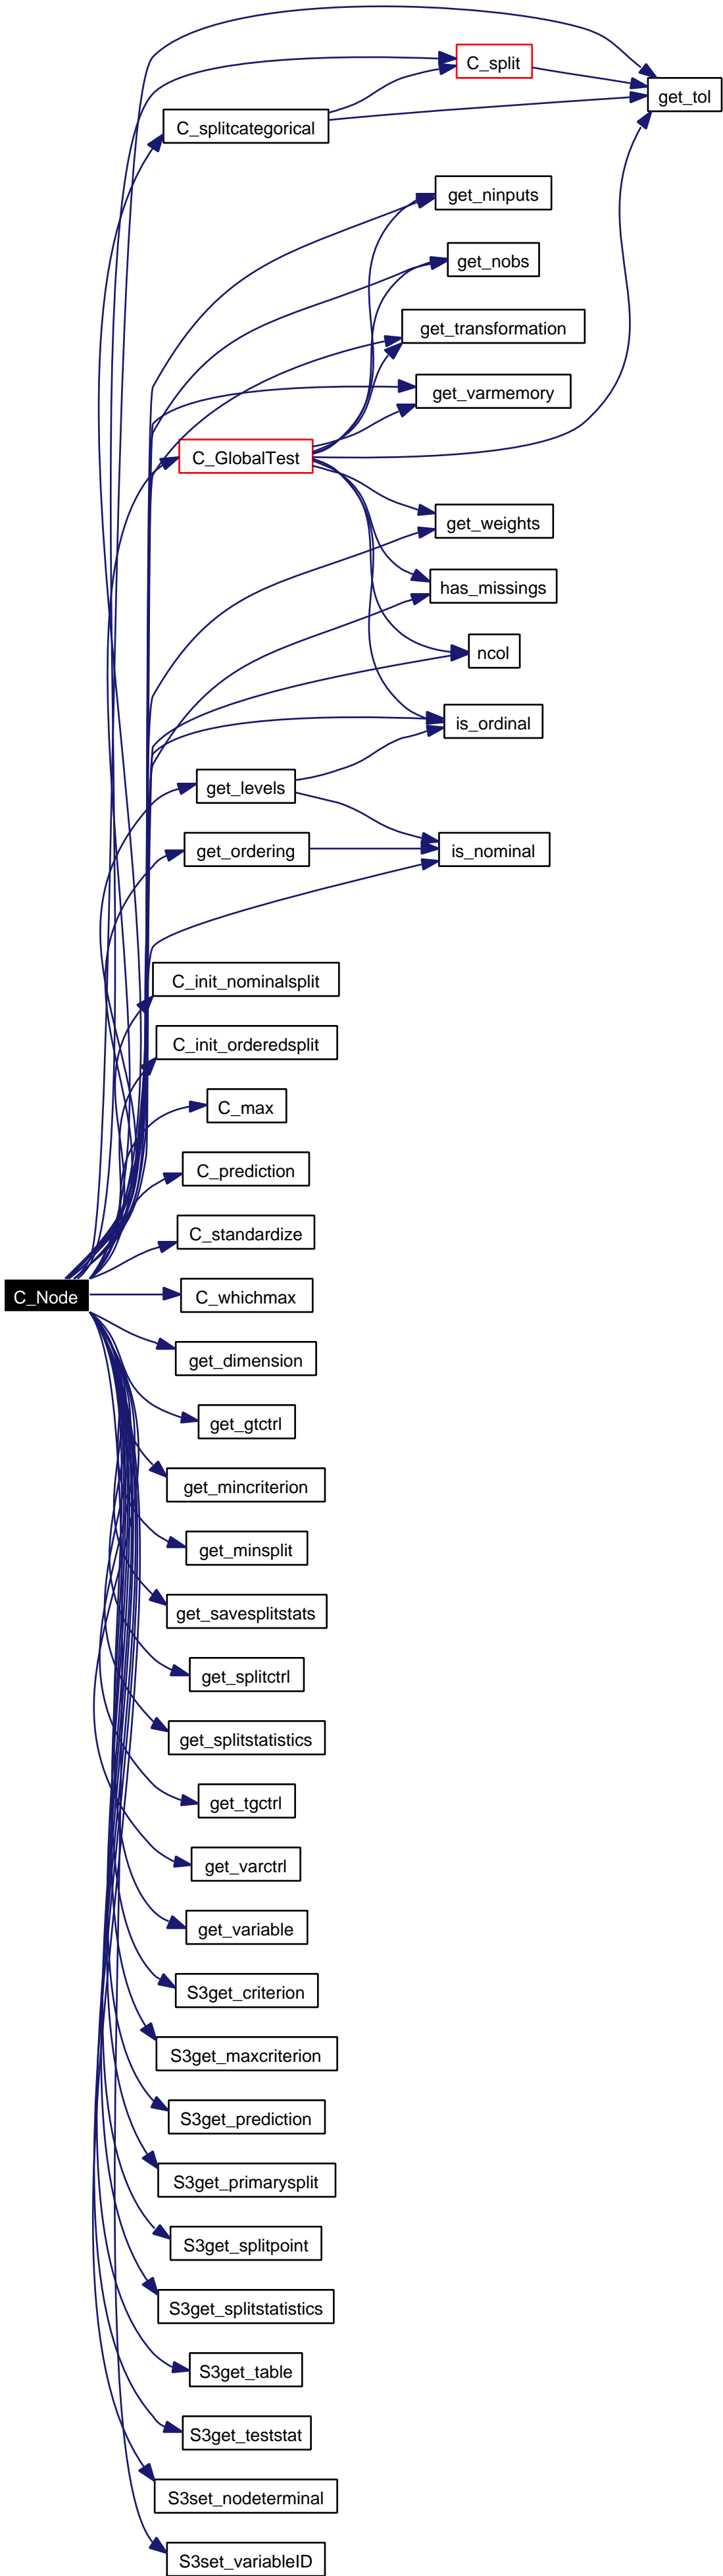 C_split
get_tol
C_splitcategorical
get_ninputs
get_nobs
get_transformation
get_varmemory
C_GlobalTest
get_weights
has_missings
ncol
is_ordinal
get_levels
get_ordering
is_nominal
C_init_nominalsplit
C_init_orderedsplit
C_max
C_prediction
C_standardize
C_Node
C_whichmax
get_dimension
get_gtctrl
get_mincriterion
get_minsplit
get_savesplitstats
get_splitctrl
get_splitstatistics
get_tgctrl
get_varctrl
get_variable
S3get_criterion
S3get_maxcriterion
S3get_prediction
S3get_primarysplit
S3get_splitpoint
S3get_splitstatistics
S3get_table
S3get_teststat
S3set_nodeterminal
S3set_variableID